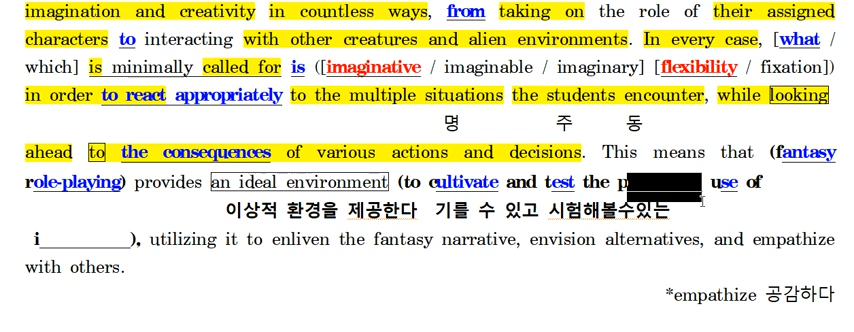 imagination and creativity in countless ways, from taking on the role of their assigned
characters to interacting with other creatures and alien environments. In every case, [what /
which] is minimally called for is ([imaginative / imaginable / imaginary] [flexibility / fixation])
in order to react appropriately to the multiple situations the students encounter, while looking
명 주 동
ahead to the consequences of various actions and decisions. This means that (fantasy
role-playing) provides an ideal environment (to cultivate and test the p use of
이상적 환경을 제공한다 기를 수 있고 시험해볼수있는
i__________), utilizing it to enliven the fantasy narrative, envision alternatives, and empathize
with others.
*empathize 공감하다